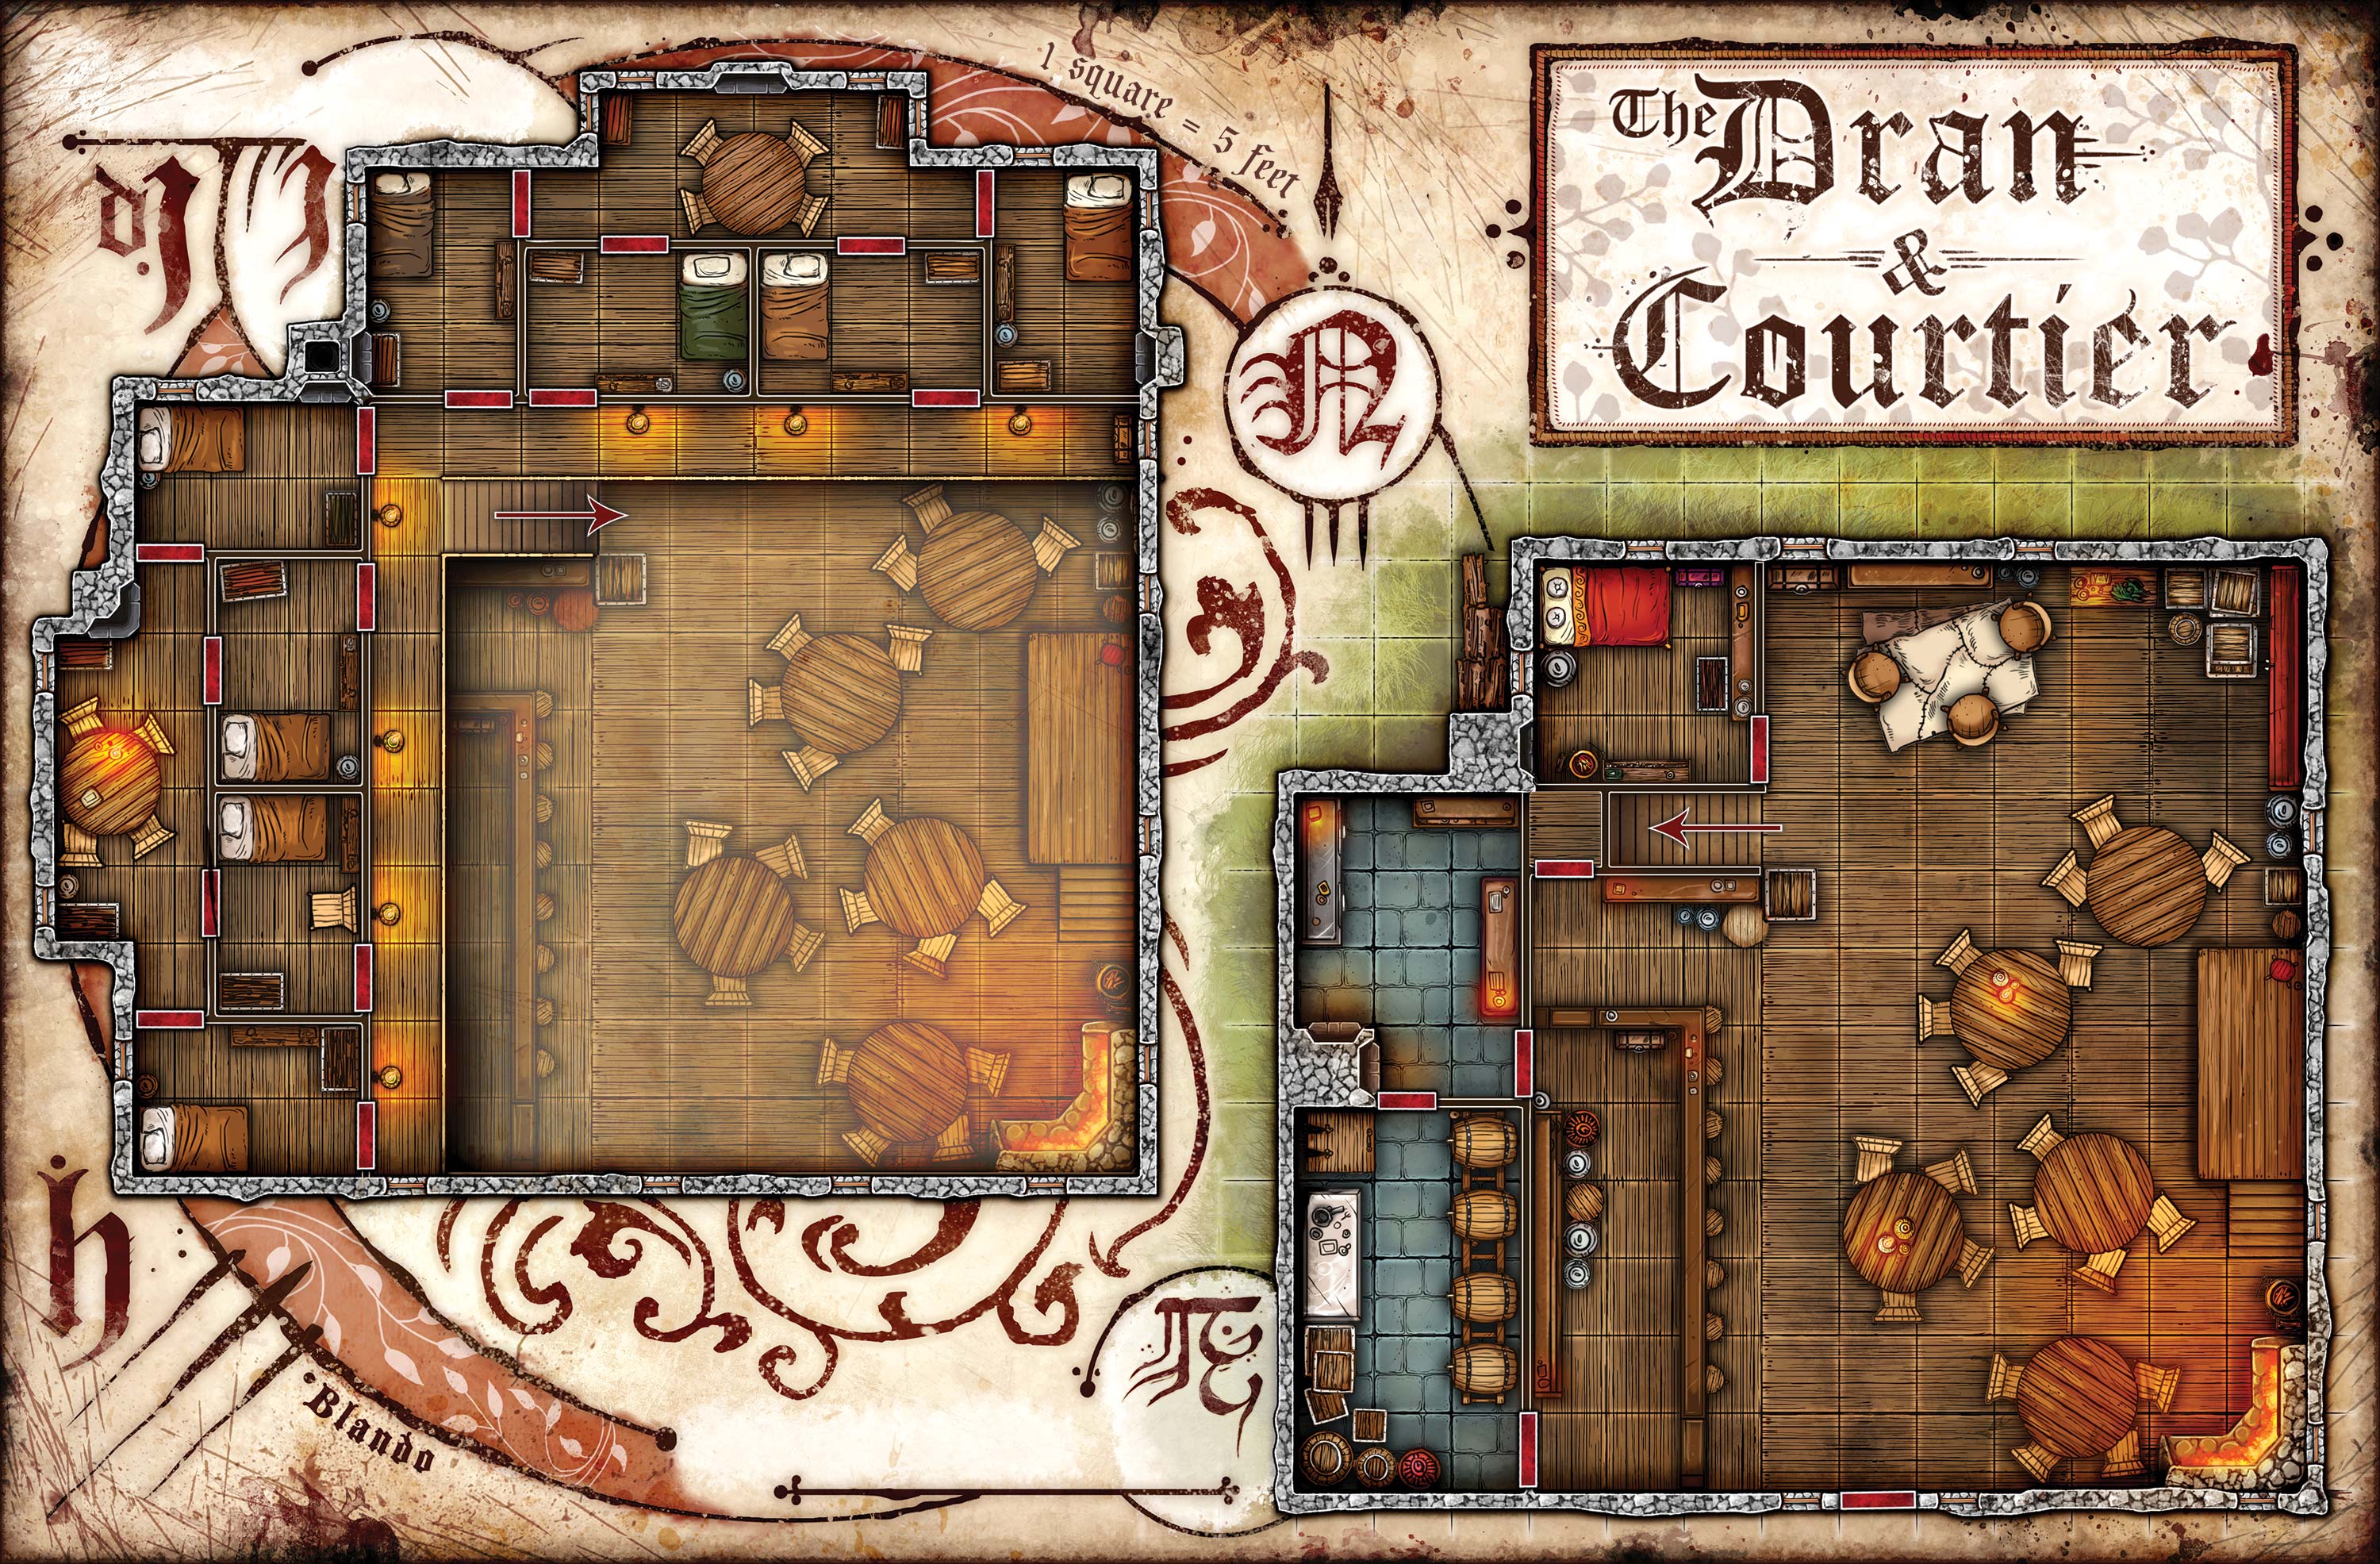 1 square = 5 feet
The Dran
&
Courtier
N
h
Blando